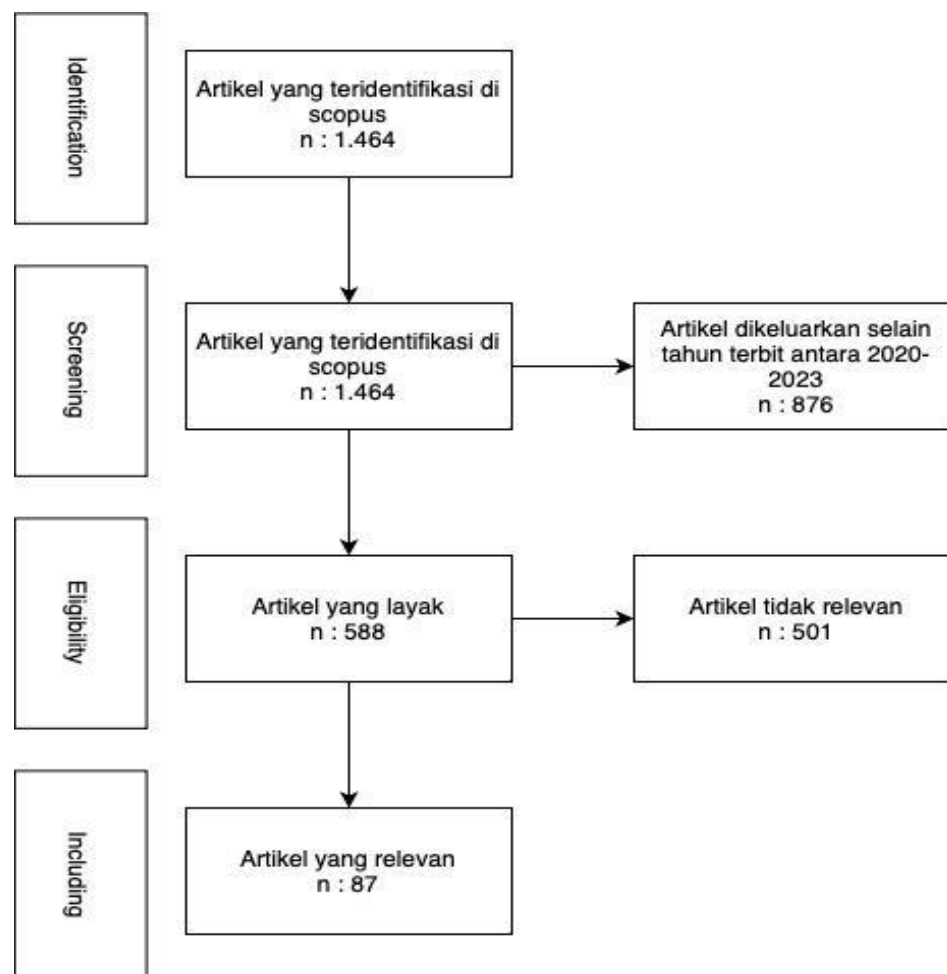 Identification
Artikel yang teridentifikasi di
scopus
n : 1.464
Screening
Artikel yang teridentifikasi di
scopus
n : 1.464
Artikel dikeluarkan selain
tahun terbit antara 2020-
2023
n : 876
Eligibility
Artikel yang layak
n : 588
Artikel tidak relevan
n : 501
Including
Artikel yang relevan
n : 87